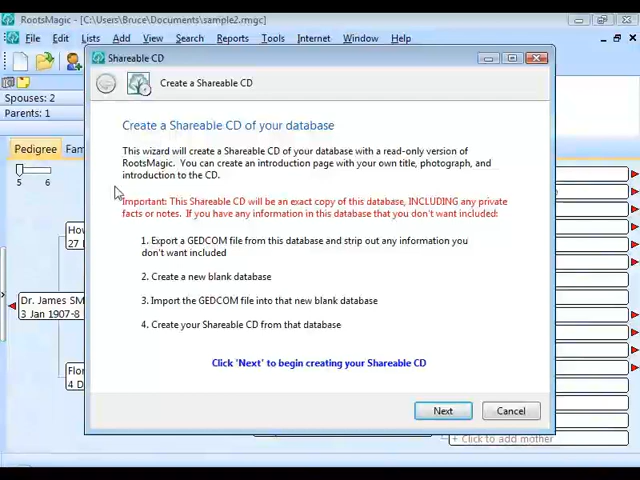 RootsMagic - [C:\Users\Bruce\Documents\sample2.rmgc]
File Edit Lists Add View Search Reports Tools Internet Window Help
Spouses: 2
Parents: 1
Pedigree Fam
5 6
Dr. James SM
3 Jan 1907-8
4 D
Shareable CD
Create a Shareable CD
Create a Shareable CD of your database
This wizard will create a Shareable CD of your database with a read-only version of
RootsMagic. You can create an introduction page with your own title, photograph, and
introduction to the CD.
Important: This Shareable CD will be an exact copy of this database, INCLUDING any private
facts or notes. If you have any information in this database that you don't want included:
1. Export a GEDCOM file from this database and strip out any information you
don't want included
2. Create a new blank database
3. Import the GEDCOM file into that new blank database
4. Create your Shareable CD from that database
Click 'Next' to begin creating your Shareable CD
Next Cancel
+ Click to add mother